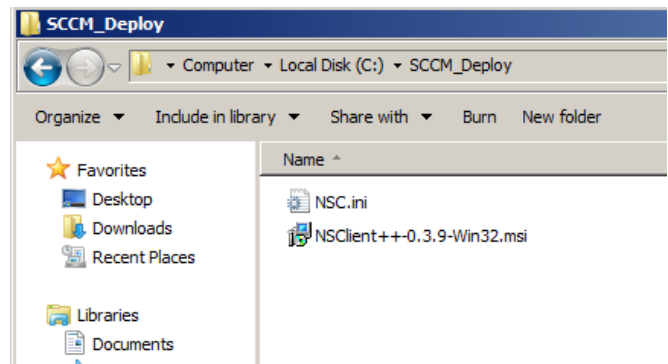 SCCM_Deploy
Computer Local Disk (C:) SCCM_Deploy
Organize Include in library Share with Burn New folder
Favorites
Desktop
Downloads
Recent Places
Libraries
Documents
Name
NSC.ini
NSClient++-0.3.9-Win32.msi